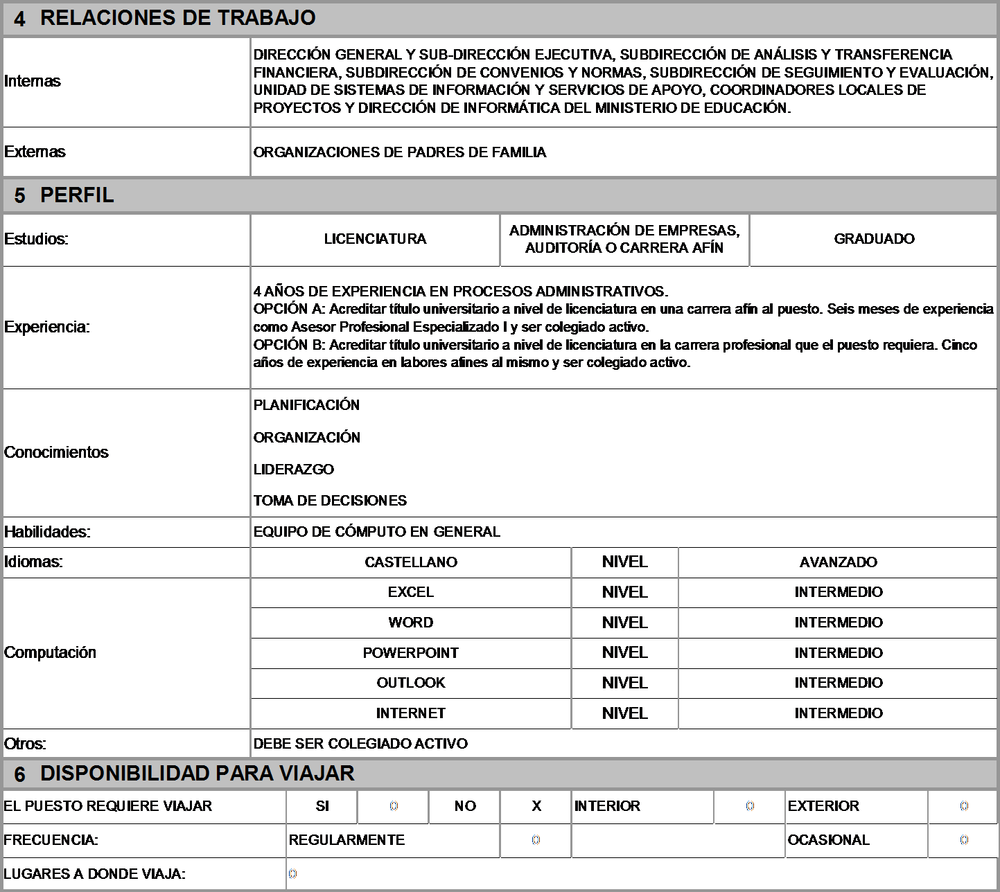 4 RELACIONES DE TRABAJO
Internas
DIRECCIÓN GENERAL Y SUB-DIRECCIÓN EJECUTIVA, SUBDIRECCIÓN DE ANÁLISIS Y TRANSFERENCIA
FINANCIERA, SUBDIRECCIÓN DE CONVENIOS Y NORMAS, SUBDIRECCIÓN DE SEGUIMIENTO Y EVALUACIÓN,
UNIDAD DE SISTEMAS DE INFORMACIÓN Y SERVICIOS DE APOYO, COORDINADORES LOCALES DE
PROYECTOS Y DIRECCIÓN DE INFORMÁTICA DEL MINISTERIO DE EDUCACIÓN.
Externas
ORGANIZACIONES DE PADRES DE FAMILIA
5 PERFIL
Estudios:
LICENCIATURA
ADMINISTRACIÓN DE EMPRESAS,
AUDITORÍA O CARRERA AFÍN
GRADUADO
Experiencia:
4 AÑOS DE EXPERIENCIA EN PROCESOS ADMINISTRATIVOS.
OPCIÓN A: Acreditar título universitario a nivel de licenciatura en una carrera afín al puesto. Seis meses de experiencia
como Asesor Profesional Especializado I y ser colegiado activo.
OPCIÓN B: Acreditar título universitario a nivel de licenciatura en la carrera profesional que el puesto requiera. Cinco
años de experiencia en labores afines al mismo y ser colegiado activo.
Conocimientos
PLANIFICACIÓN
ORGANIZACIÓN
LIDERAZGO
TOMA DE DECISIONES
Habilidades:
EQUIPO DE CÓMPUTO EN GENERAL
Idiomas:
CASTELLANO NIVEL AVANZADO
Computación
EXCEL NIVEL INTERMEDIO
WORD NIVEL INTERMEDIO
POWERPOINT NIVEL INTERMEDIO
OUTLOOK NIVEL INTERMEDIO
INTERNET NIVEL INTERMEDIO
Otros:
DEBE SER COLEGIADO ACTIVO
6 DISPONIBILIDAD PARA VIAJAR
EL PUESTO REQUIERE VIAJAR SI 0 NO X INTERIOR 0 EXTERIOR 0
FRECUENCIA: REGULARMENTE 0 OCASIONAL 0
LUGARES A DONDE VIAJA: 0